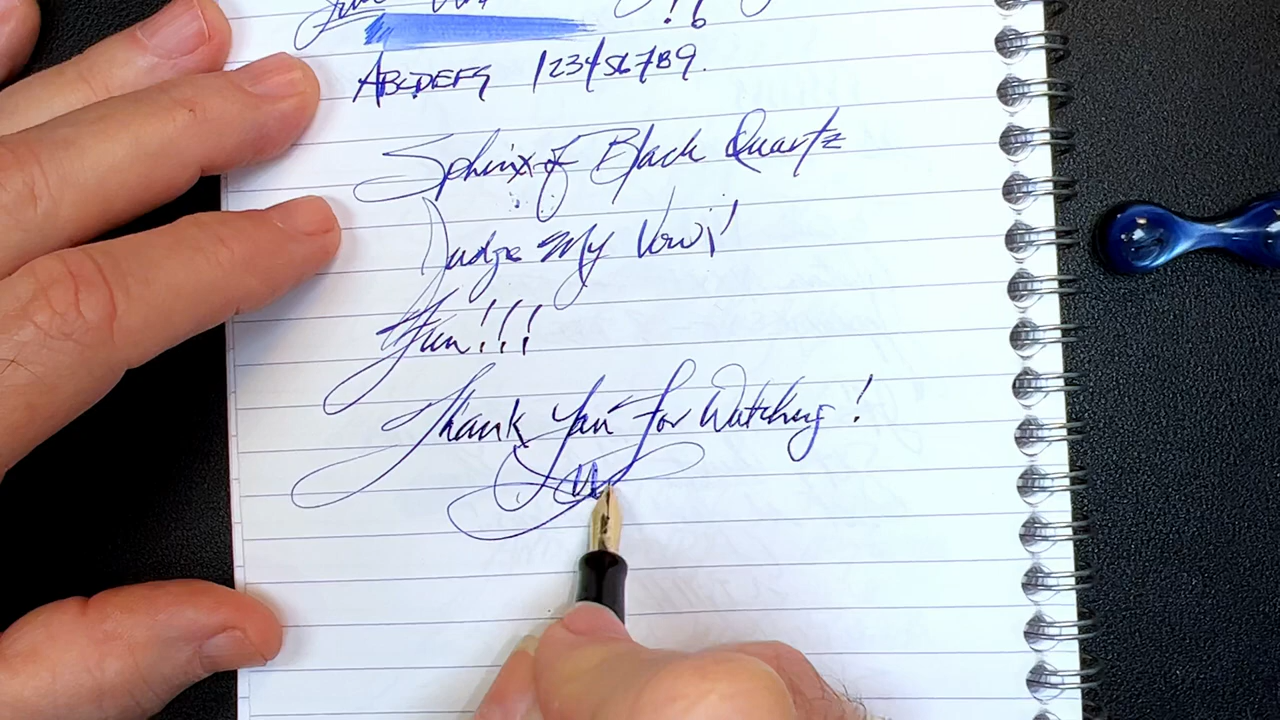 ABCDEFG 123456789.
Sphinx of Black Quartz
Judge My Vow!
Fun!!!
Thank You For Watching!